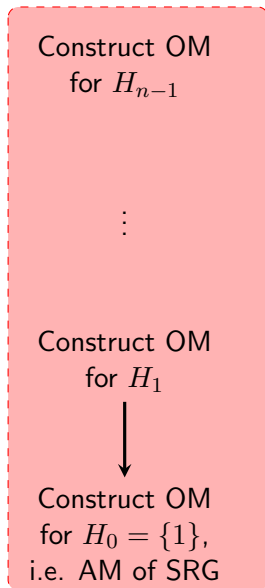 Construct OM
for $H_{n-1}$
⋮
Construct OM
for $H_1$
Construct OM
for $H_0 = \{1\}$,
i.e. AM of SRG